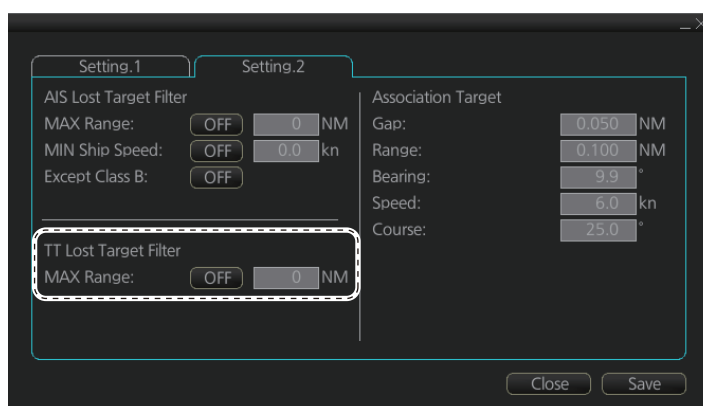 Setting.1
Setting.2
AIS Lost Target Filter
MAX Range: OFF 0 NM
MIN Ship Speed: OFF 0.0 kn
Except Class B: OFF
TT Lost Target Filter
MAX Range: OFF 0 NM
Association Target
Gap: 0.050 NM
Range: 0.100 NM
Bearing: 9.9 °
Speed: 6.0 kn
Course: 25.0 °
Close
Save